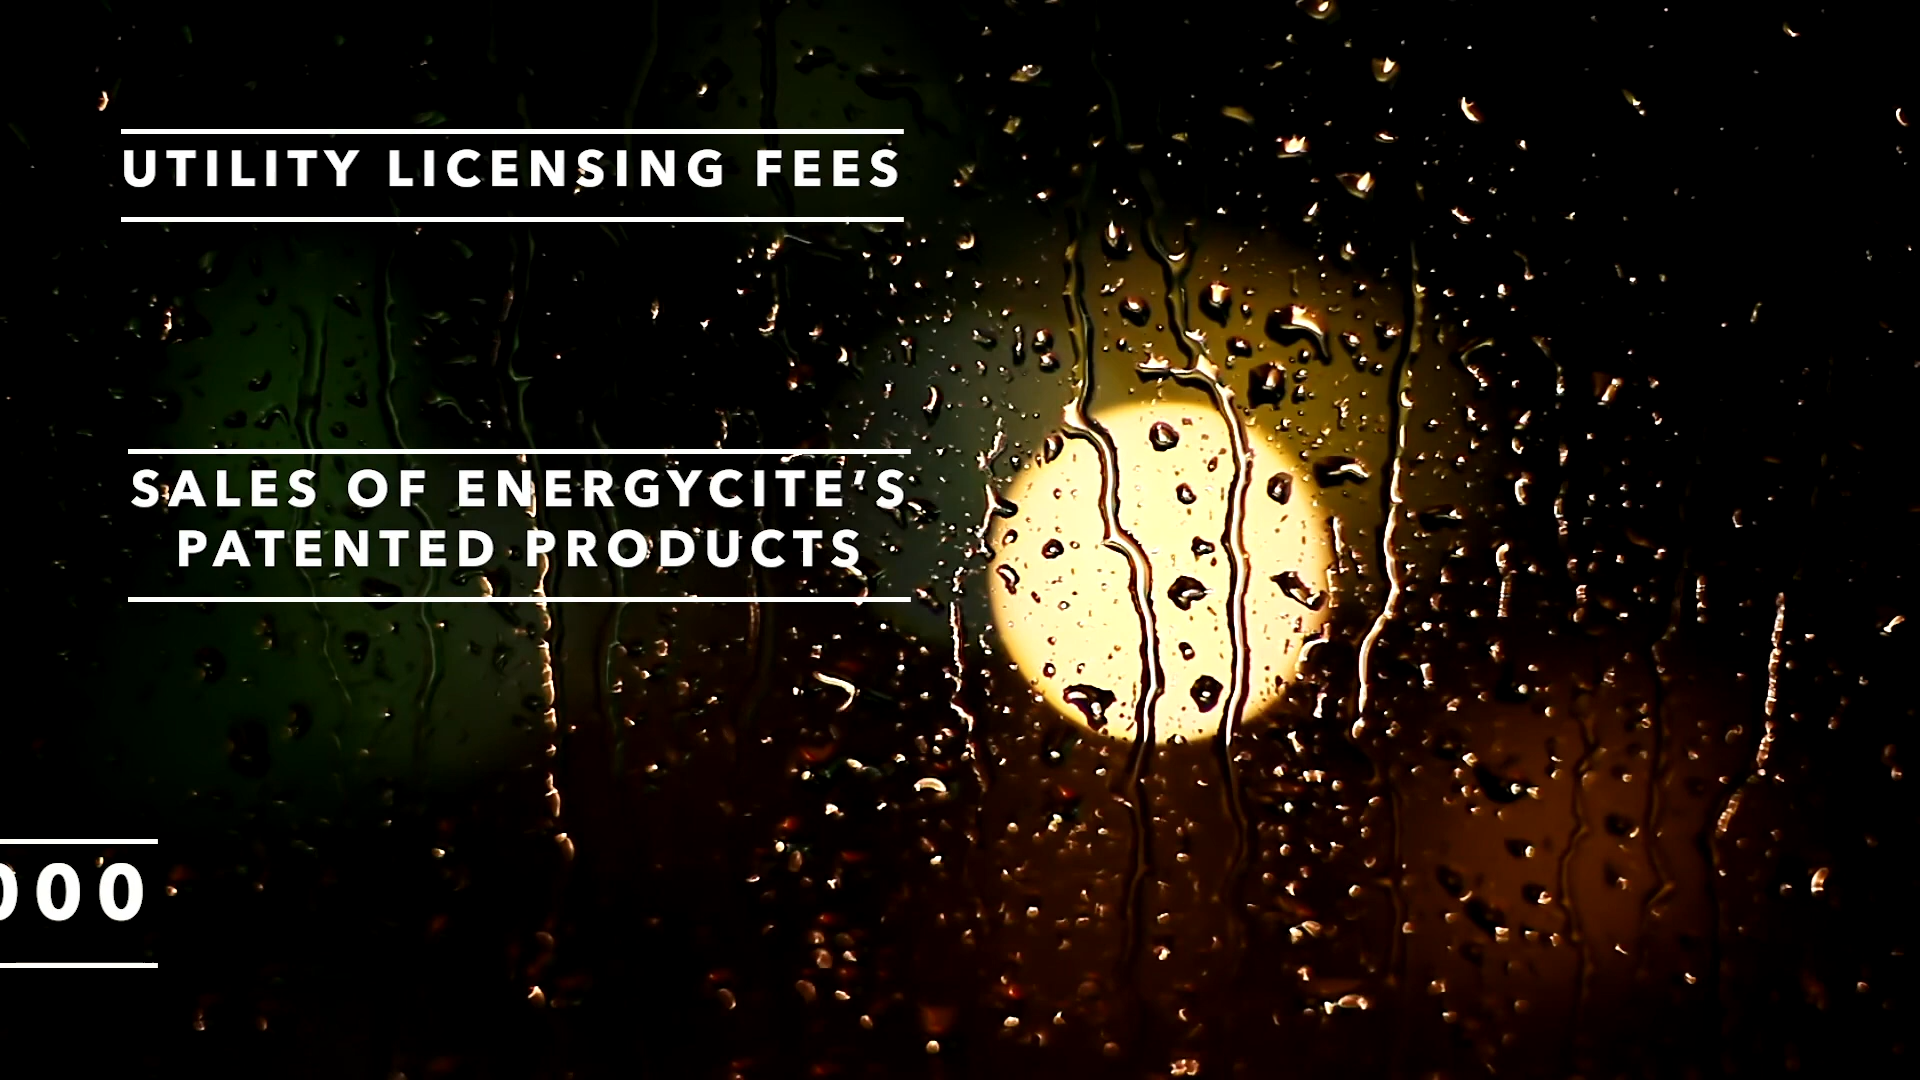 UTILITY LICENSING FEES
SALES OF ENERGYCITE’S
PATENTED PRODUCTS
000